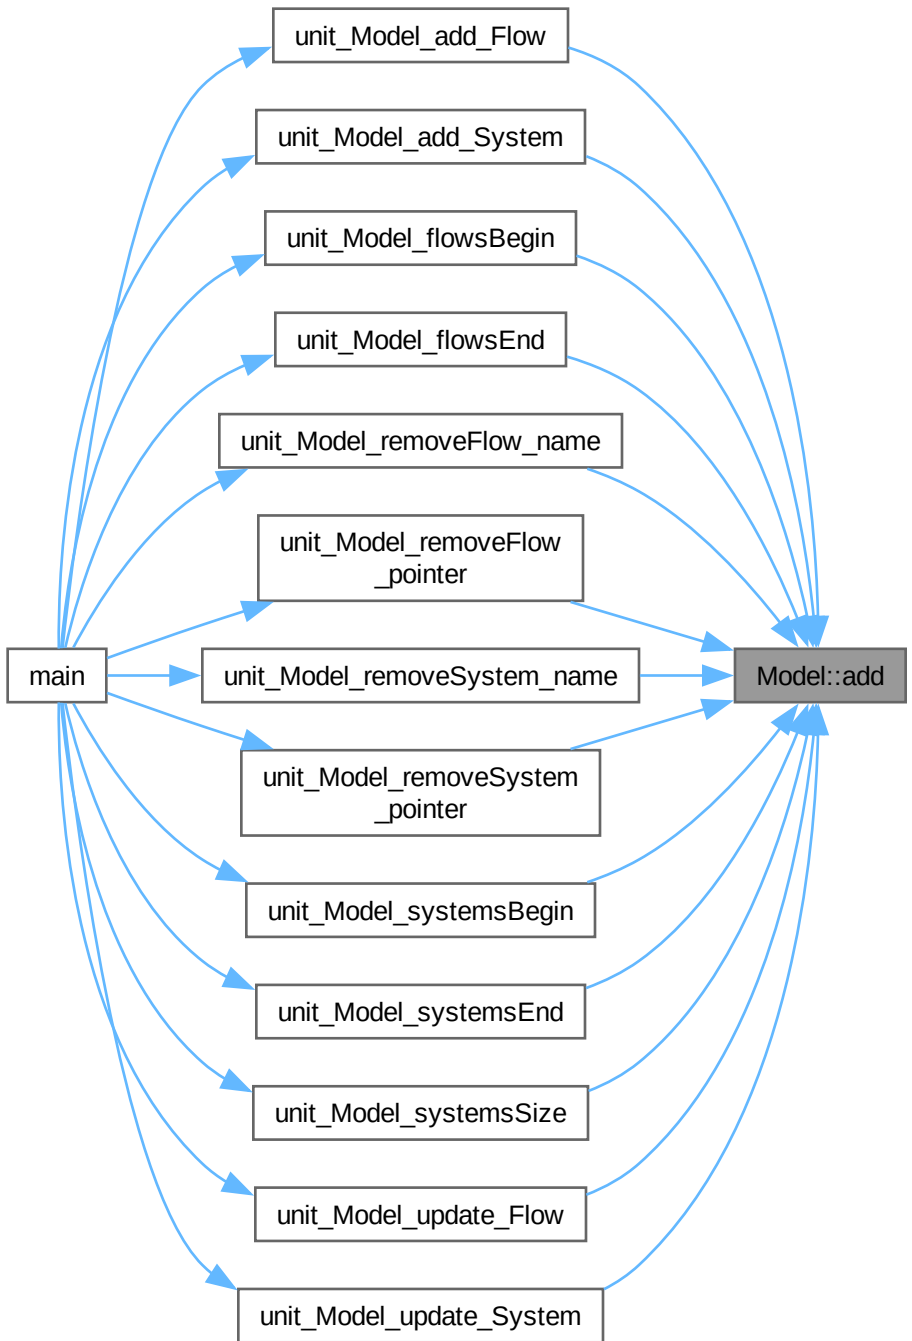 unit_Model_add_Flow
unit_Model_add_System
unit_Model_flowsBegin
unit_Model_flowsEnd
unit_Model_removeFlow_name
unit_Model_removeFlow
_pointer
main
unit_Model_removeSystem_name
Model::add
unit_Model_removeSystem
_pointer
unit_Model_systemsBegin
unit_Model_systemsEnd
unit_Model_systemsSize
unit_Model_update_Flow
unit_Model_update_System